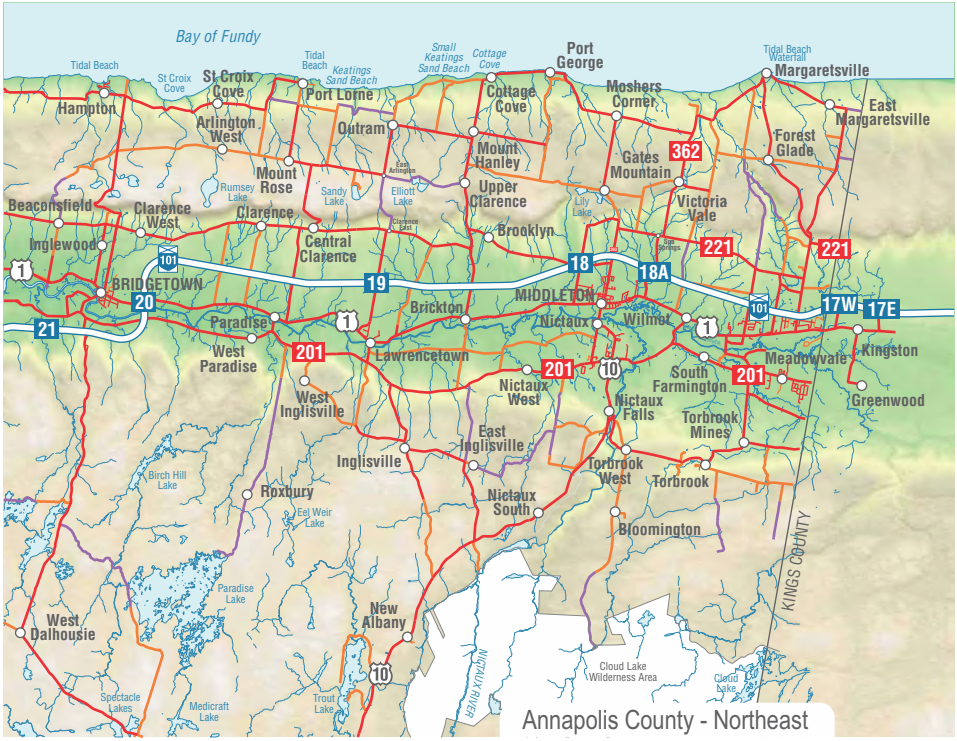 Bay of Fundy
Tidal Beach
St Croix
Cove
St Croix
Cove
Tidal
Beach
Keatings
Sand Beach
Small
Keatings
Sand Beach
Cottage
Cove
Port
George
Tidal Beach
Waterfall
Margaretsville
Hampton
Port Lorne
Cottage
Cove
Moshers
Corner
East
Margaretsville
Arlington
West
Outram
Mount
Hanley
362
Forest
Glade
Mount
Rose
East
Arlington
Gates
Mountain
Rumsey
Lake
Sandy
Lake
Elliott
Lake
Upper
Clarence
Lily
Lake
Victoria
Vale
Beaconsfield
Clarence
West
Clarence
Clarence
East
Inglewood
Central
Clarence
Brooklyn
Spa
Springs
221
221
1
101
BRIDGETOWN
20
19
18
18A
101
17W
17E
21
MIDDLETON
Brickton
Paradise
1
Nictaux
Wilmot
1
West
Paradise
201
Lawrencetown
201
10
South
Farmington
Meadowvale
201
Kingston
Greenwood
West
Inglisville
Nictaux
West
Nictaux
Falls
Torbrook
Mines
Inglisville
East
Inglisville
Torbrook
West
Torbrook
Birch Hill
Lake
Roxbury
Eel Weir
Lake
Nictaux
South
Bloomington
KINGS COUNTY
Paradise
Lake
West
Dalhousie
New
Albany
10
NICTAUX RIVER
Cloud Lake
Wilderness Area
Cloud
Lake
Spectacle
Lakes
Medicraft
Lake
Trout
Lake
Annapolis County - Northeast